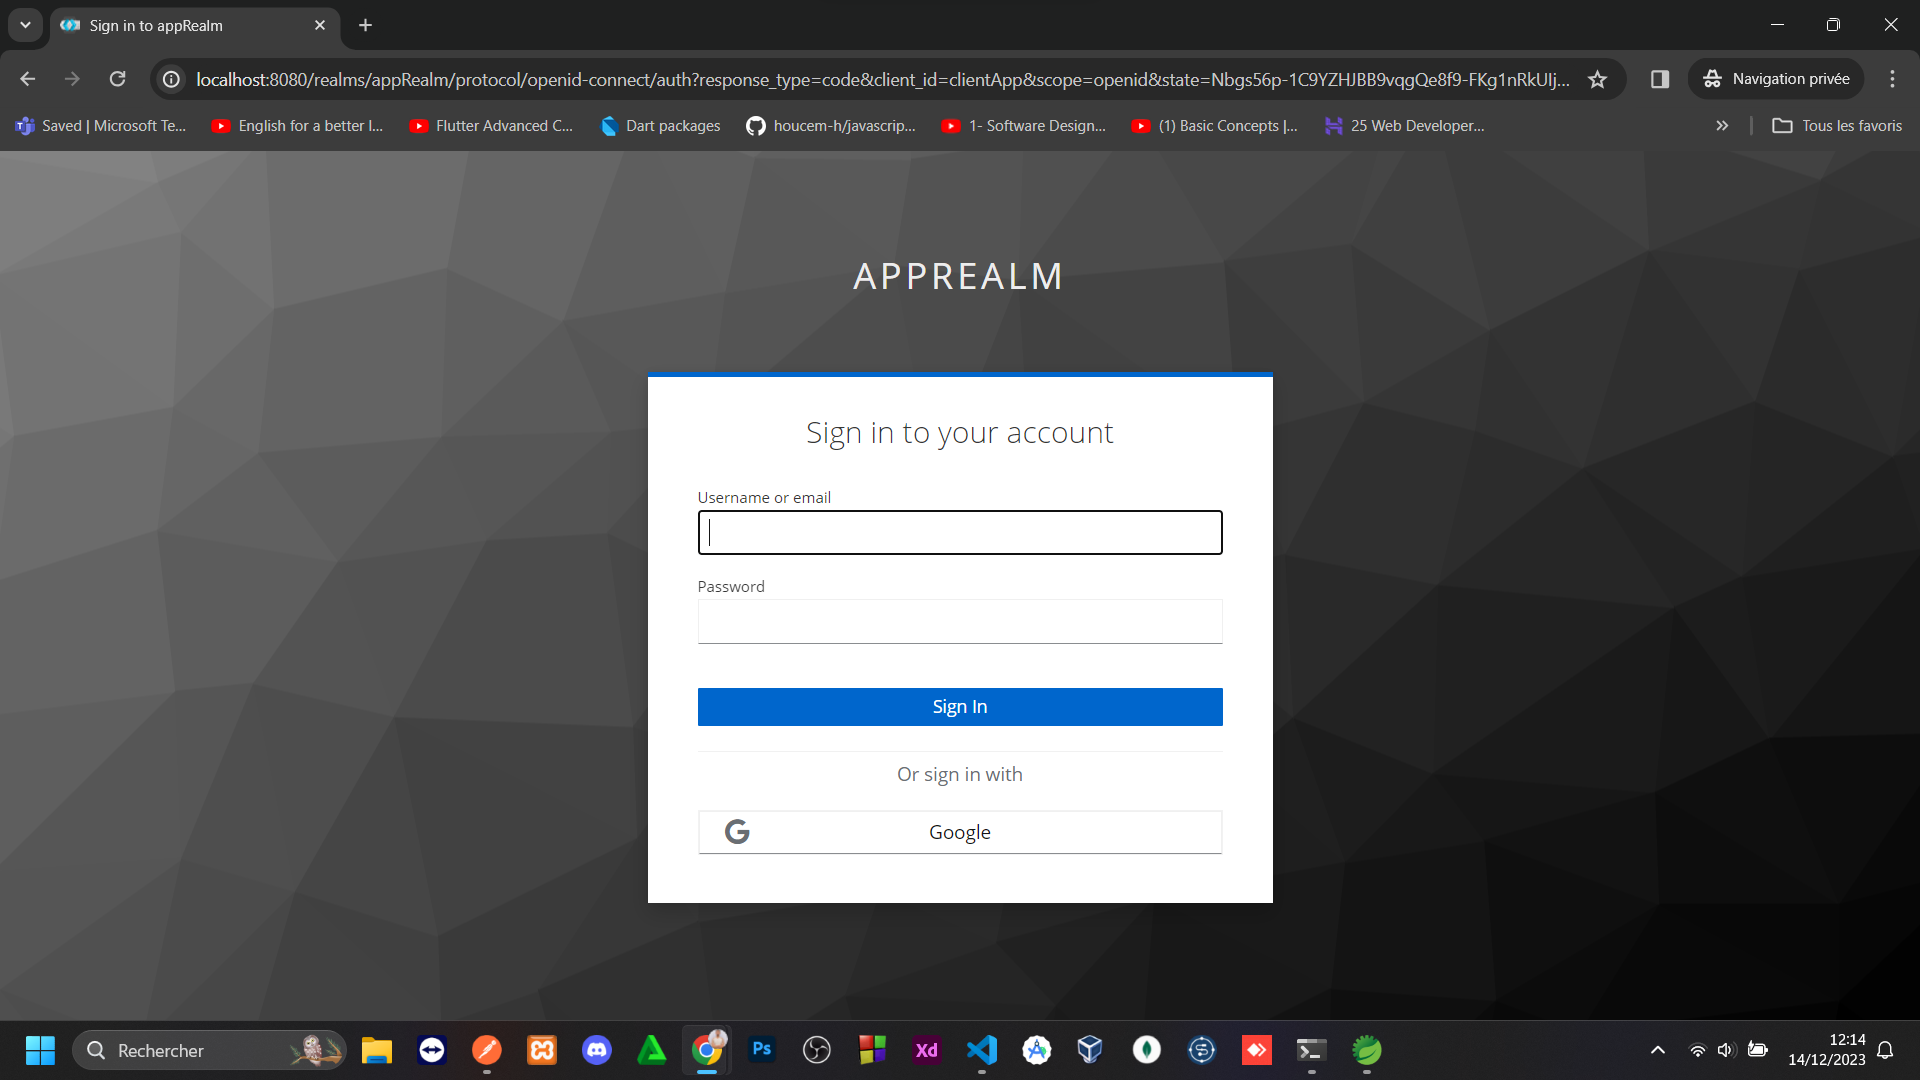 Sign in to appRealm
localhost:8080/realms/appRealm/protocol/openid-connect/auth?response_type=code&client_id=clientApp&scope=openid&state=Nbgs56p-1C9YZHJBB9vqgQe8f9-FKg1nRkUIj...
Navigation privée
Saved | Microsoft Te...
English for a better l...
Flutter Advanced C...
Dart packages
houcem-h/javascrip...
1- Software Design...
(1) Basic Concepts |...
25 Web Developer...
Tous les favoris
APPREALM
Sign in to your account
Username or email
Password
Sign In
Or sign in with
G
Google
Rechercher
Ps
Xd
12:14
14/12/2023